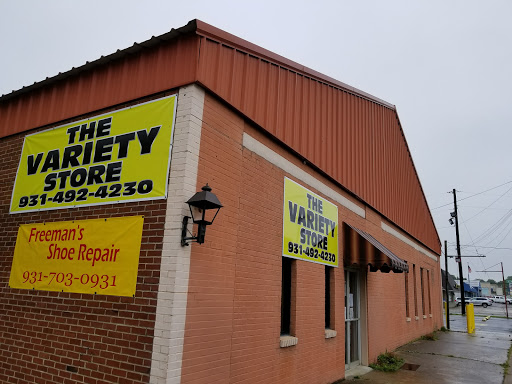 THE
VARIETY
STORE
931-492-4230
Freeman's
Shoe Repair
931-703-0931
THE
VARIETY
STORE
931-492-4230